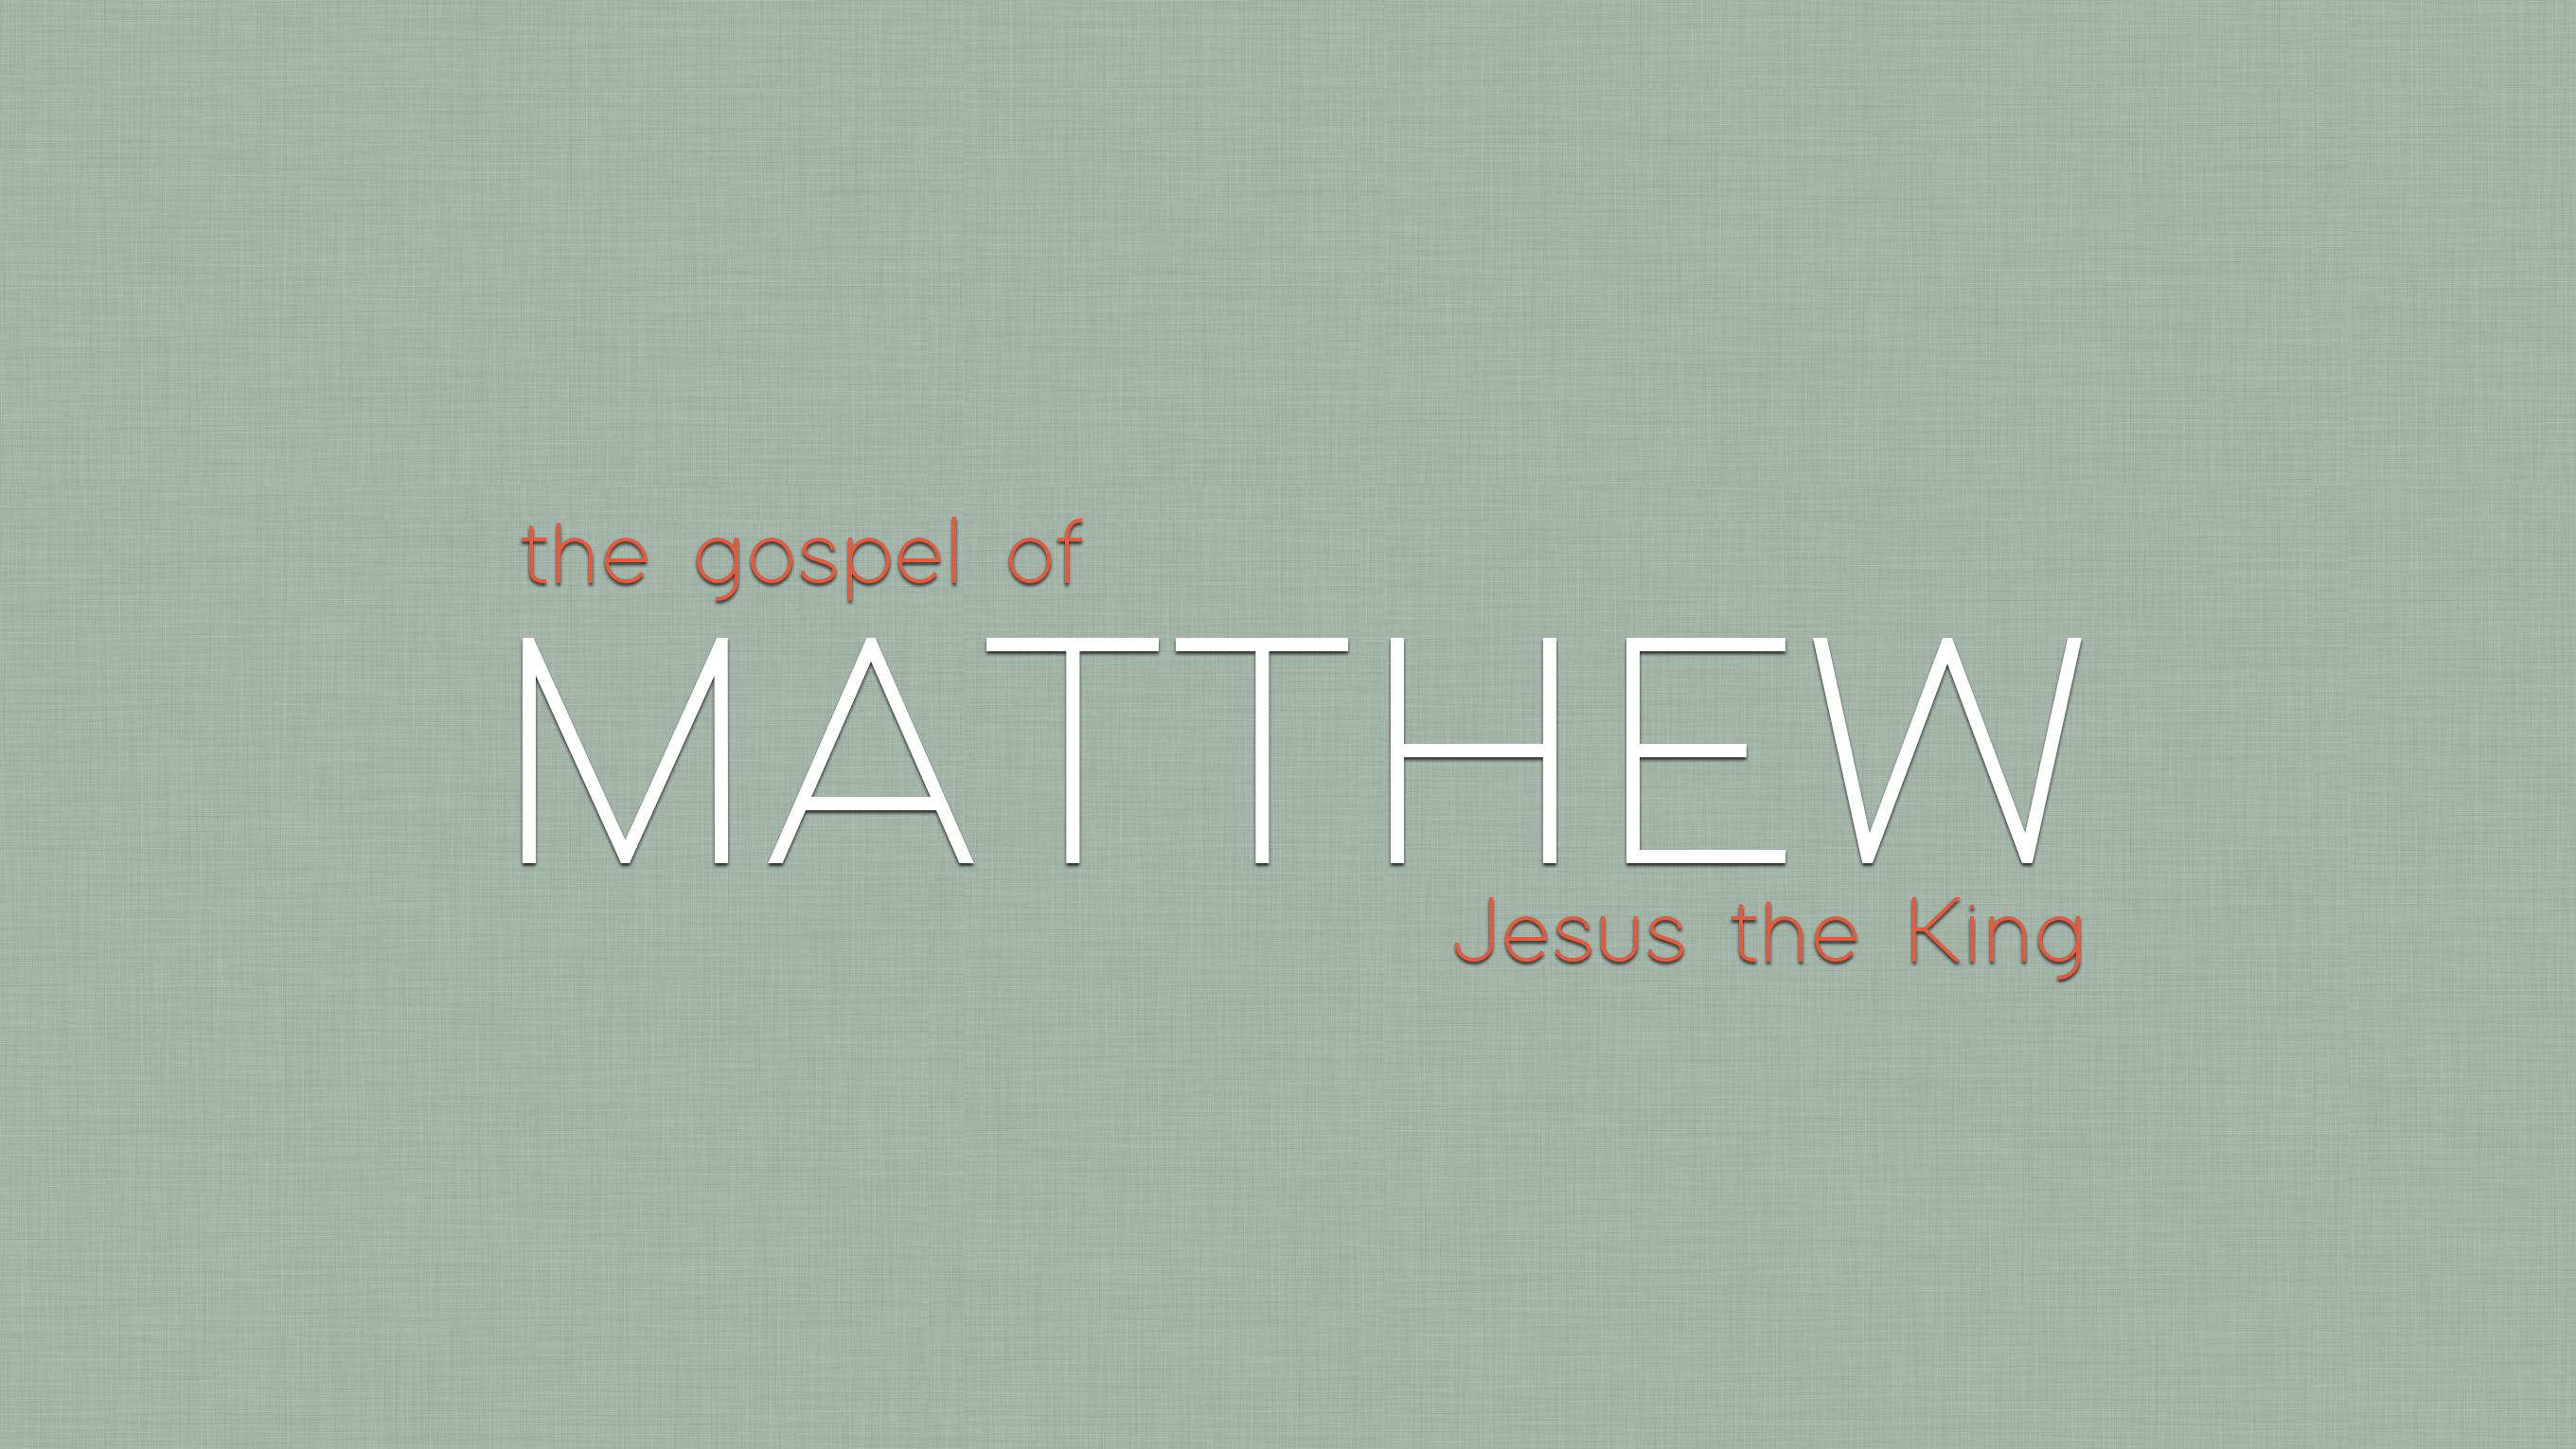 the gospel of
MATTHEW
Jesus the King